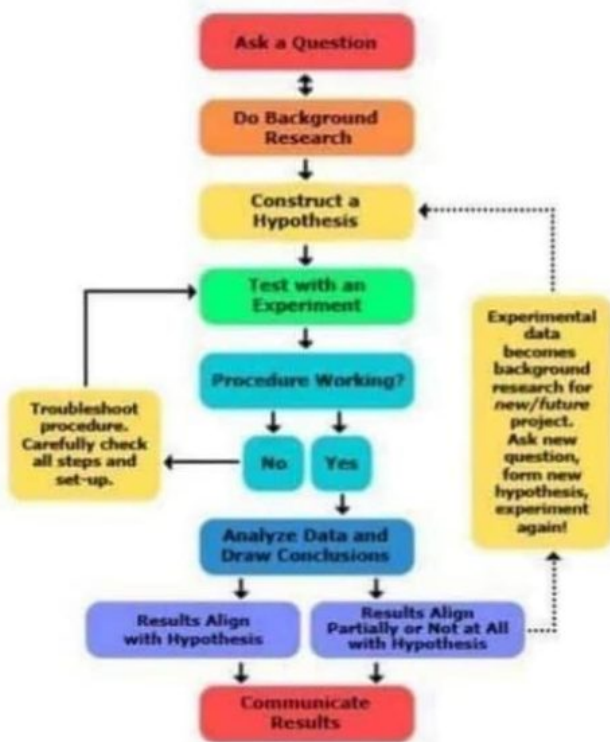 Ask a Question
Do Background
Research
Construct a
Hypothesis
Test with an
Experiment
Procedure Working?
No
Yes
Troubleshoot
procedure.
Carefully check
all steps and
set-up.
Analyze Data and
Draw Conclusions
Results Align
with Hypothesis
Results Align
Partially or Not at All
with Hypothesis
Experimental
data
becomes
background
research for
new/future
project.
Ask new
question,
form new
hypothesis,
experiment
again!
Communicate
Results